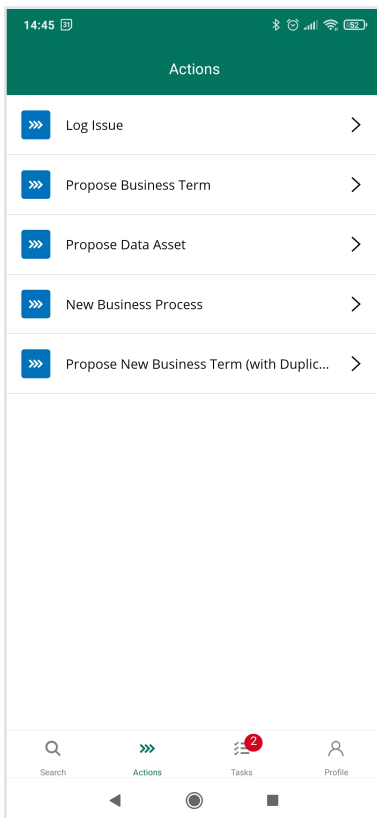 14:45 31 52
Actions
Log Issue
Propose Business Term
Propose Data Asset
New Business Process
Propose New Business Term (with Duplic...
2
Search Actions Tasks Profile